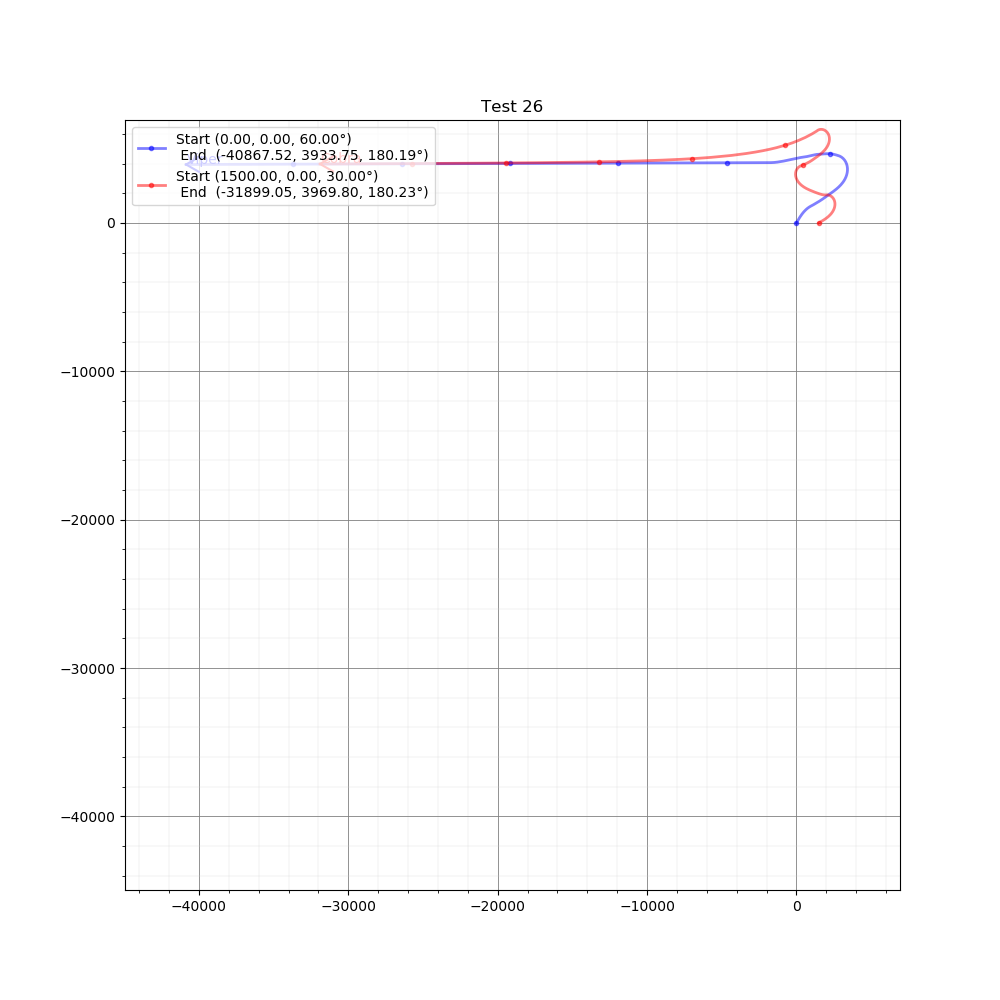 Test 26
Start (0.00, 0.00, 60.00°)
End (-40867.52, 3933.75, 180.19°)
Start (1500.00, 0.00, 30.00°)
End (-31899.05, 3969.80, 180.23°)
0
−10000
−20000
−30000
−40000
−40000 −30000 −20000 −10000 0